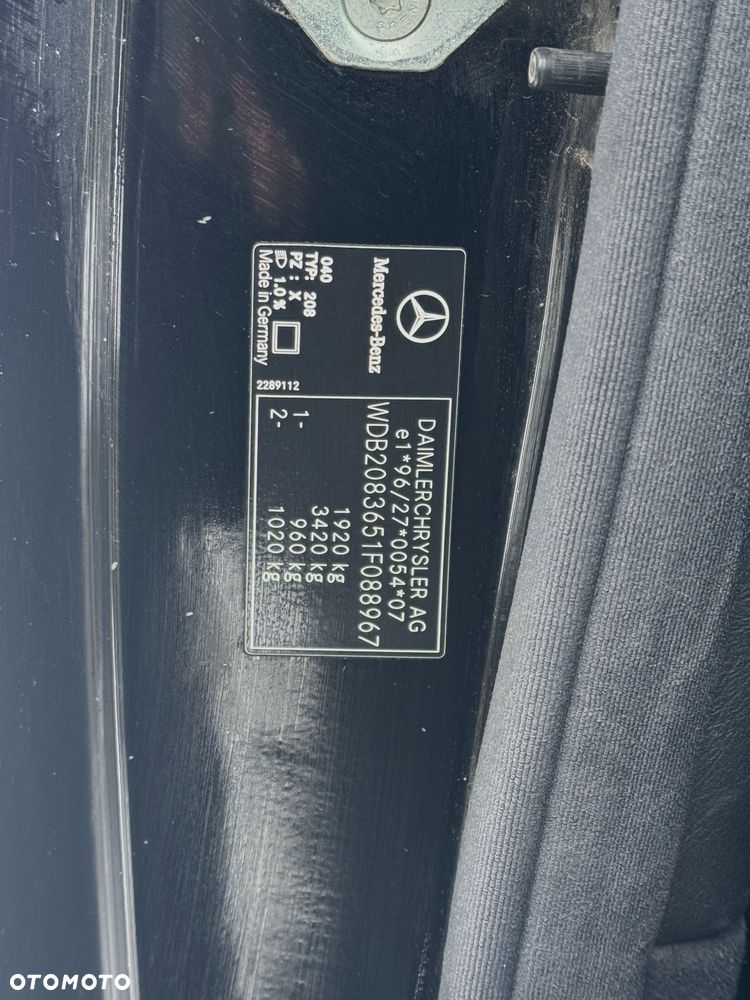 Mercedes-Benz
040
TYP: 208
PZ : X
1.0 %
Made in Germany
2289112
DAIMLERCHRYSLER AG
e1*96/27*0054*07
WDB2083651F088967
1920 kg
3420 kg
1- 960 kg
2- 1020 kg
OTOMOTO